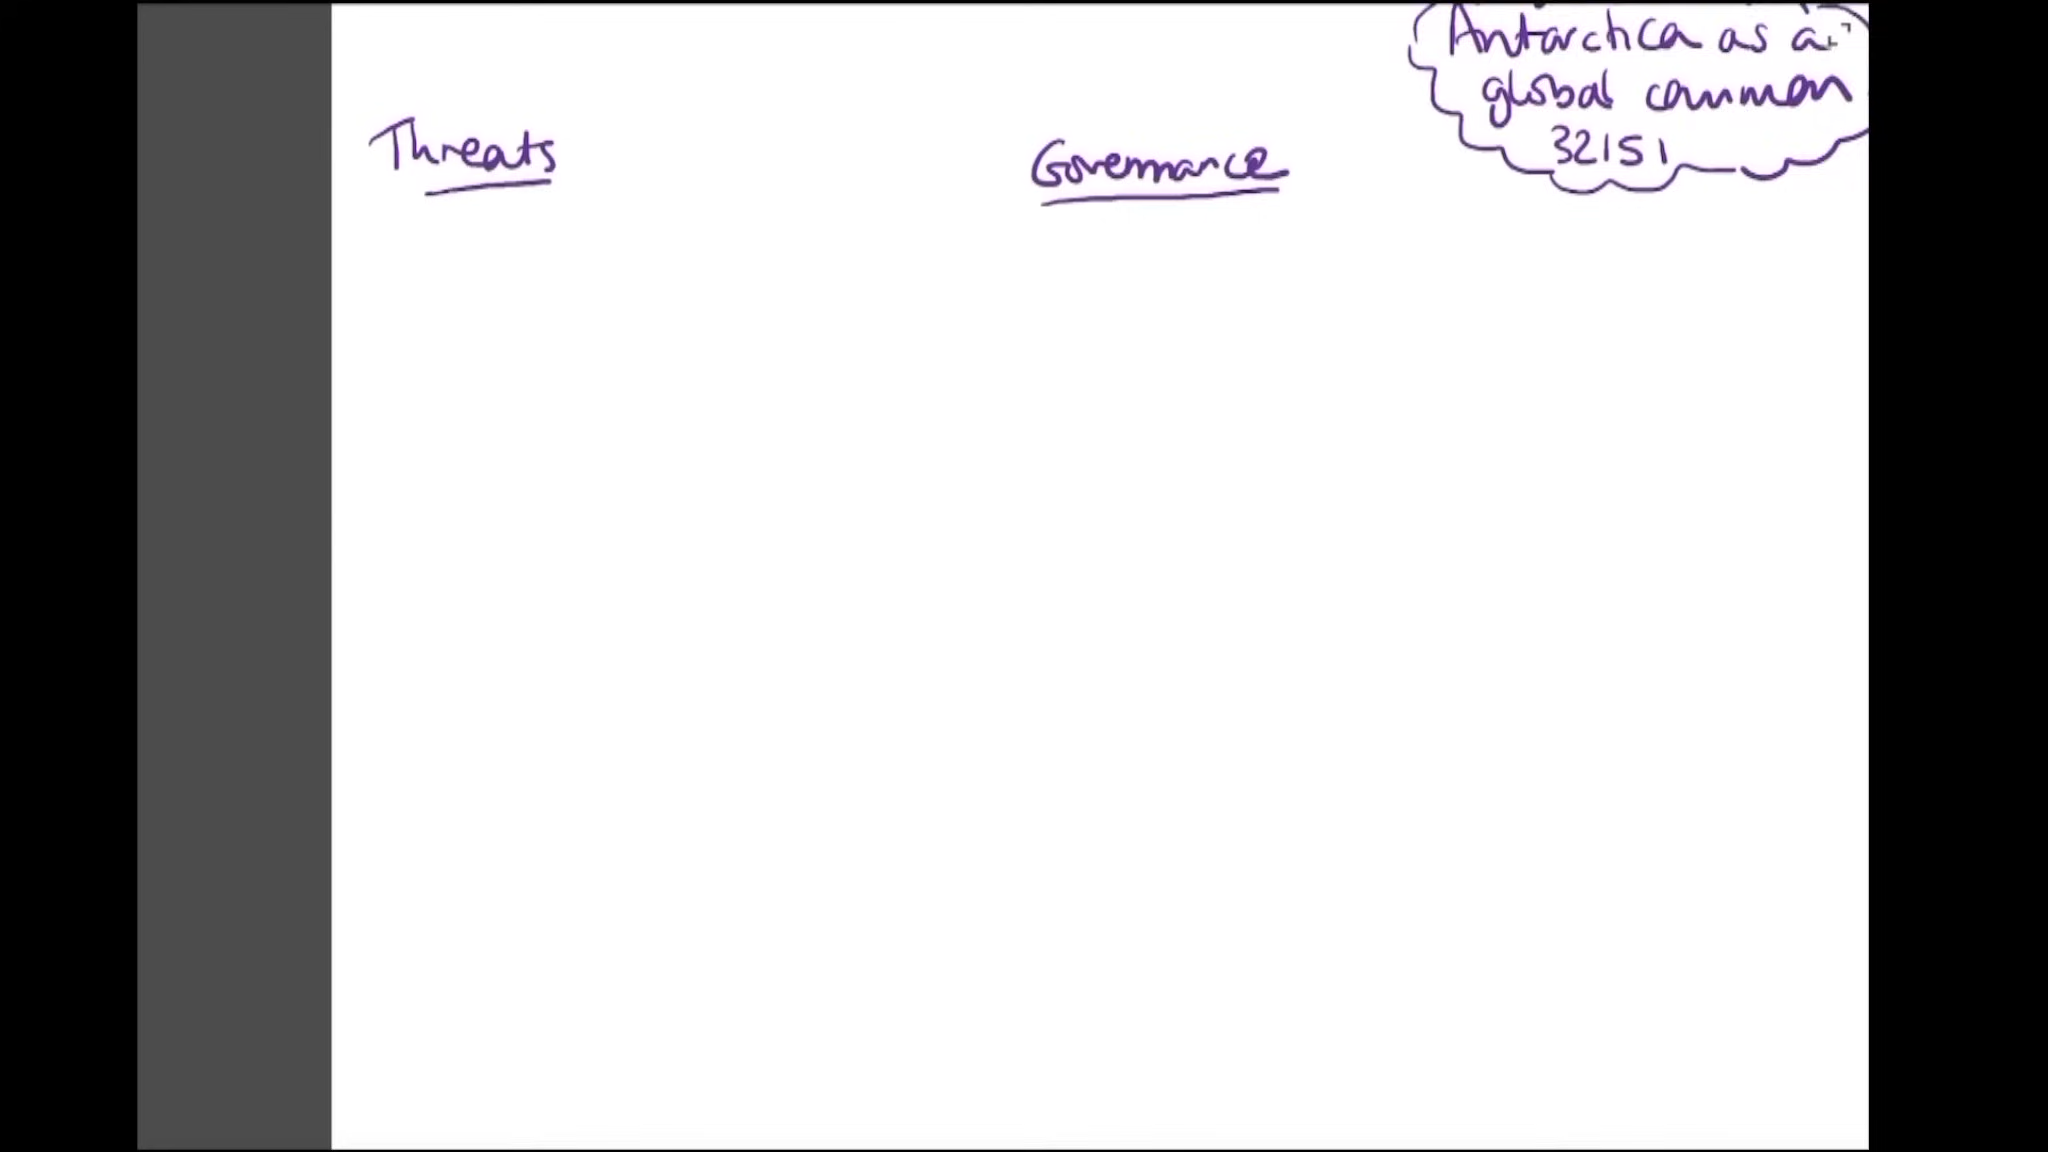 Antarctica as a
global common
32151
Threats
Governance